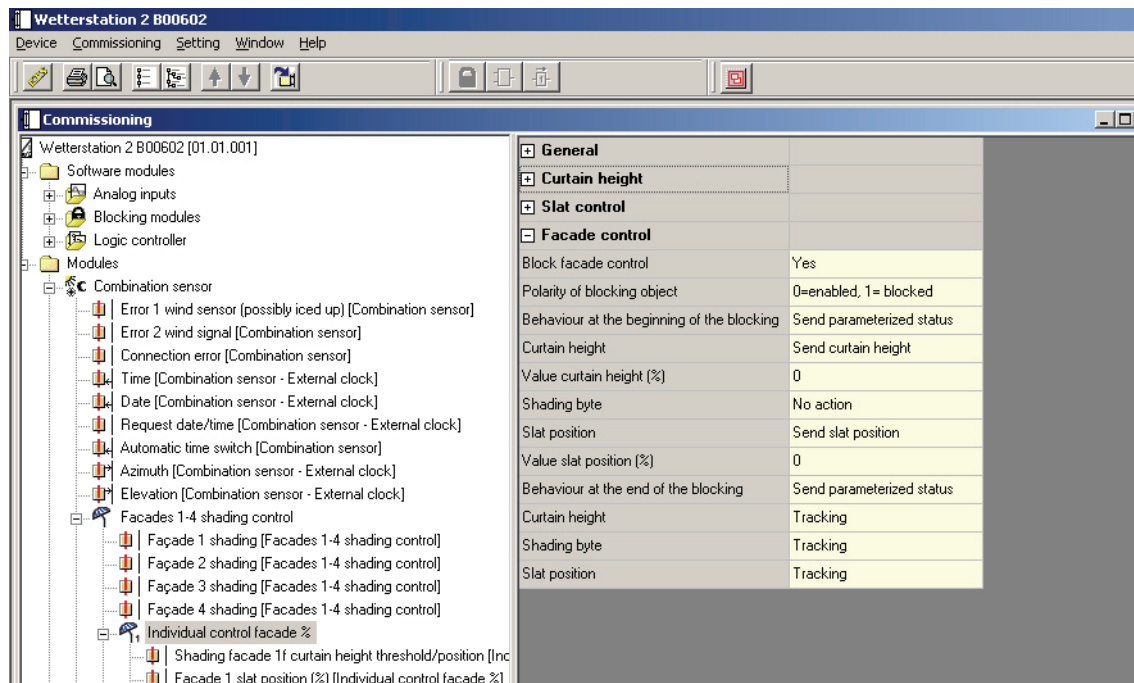 Wetterstation 2 B00602
Device Commissioning Setting Window Help
Commissioning
Wetterstation 2 B00602 [01.01.001]
Software modules
Analog inputs
Blocking modules
Logic controller
Modules
Combination sensor
Error 1 wind sensor (possibly iced up) [Combination sensor]
Error 2 wind signal [Combination sensor]
Connection error [Combination sensor]
Time [Combination sensor - External clock]
Date [Combination sensor - External clock]
Request date/time [Combination sensor - External clock]
Automatic time switch [Combination sensor]
Azimuth [Combination sensor - External clock]
Elevation [Combination sensor - External clock]
Facades 1-4 shading control
Façade 1 shading [Facades 1-4 shading control]
Façade 2 shading [Facades 1-4 shading control]
Façade 3 shading [Facades 1-4 shading control]
Façade 4 shading [Facades 1-4 shading control]
Individual control facade %
Shading facade 1f curtain height threshold/position [Inc
Facade 1 slat position (%) [Individual control facade %]
General
Curtain height
Slat control
Facade control
Block facade control Yes
Polarity of blocking object 0=enabled, 1= blocked
Behaviour at the beginning of the blocking Send parameterized status
Curtain height Send curtain height
Value curtain height (%) 0
Shading byte No action
Slat position Send slat position
Value slat position (%) 0
Behaviour at the end of the blocking Send parameterized status
Curtain height Tracking
Shading byte Tracking
Slat position Tracking